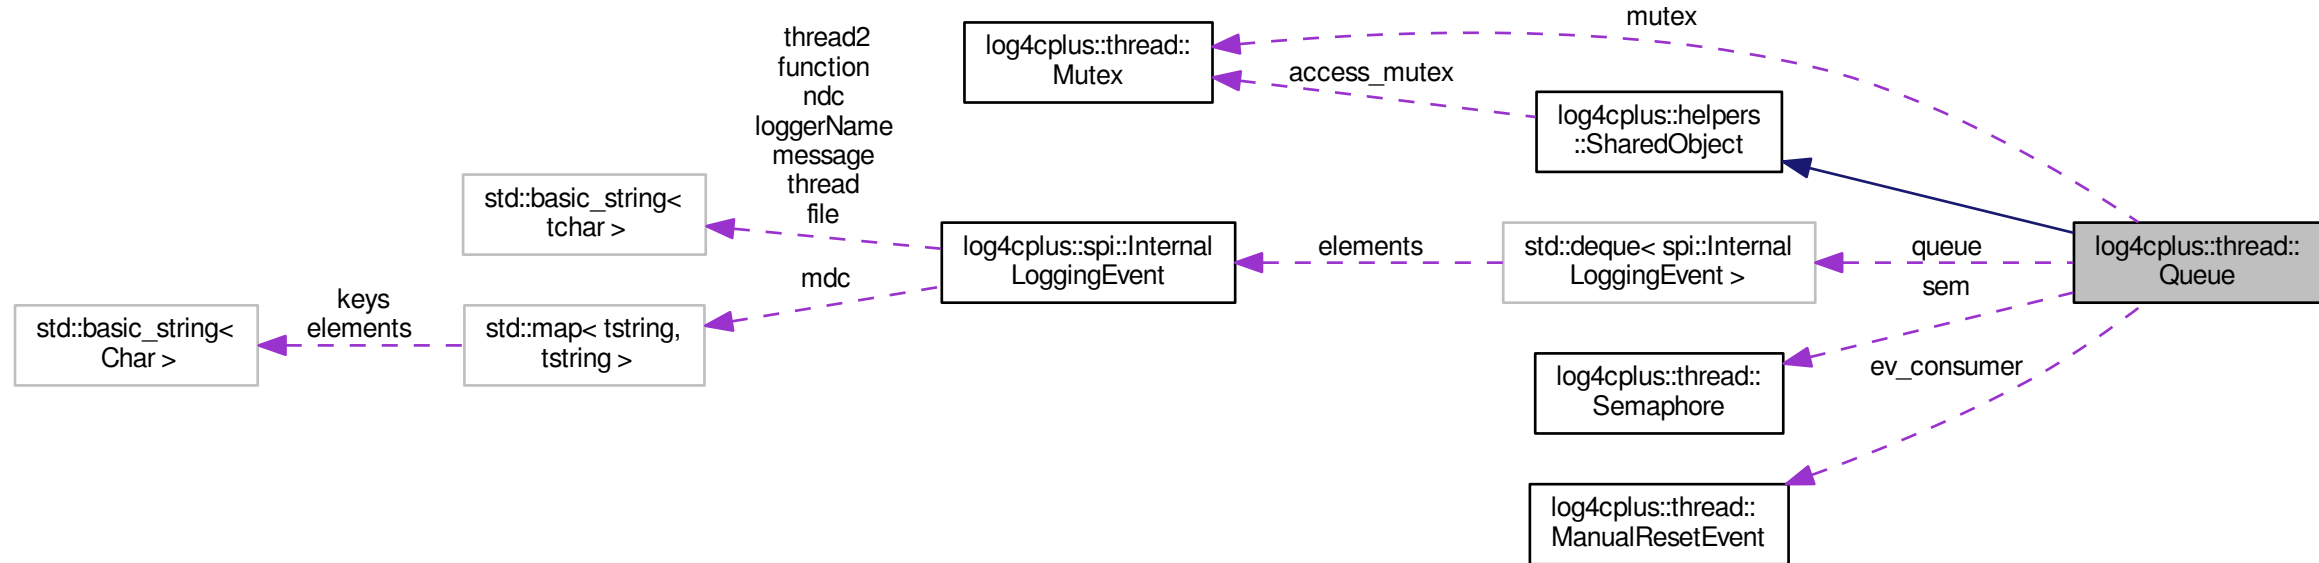 mutex
log4cplus::thread::
Mutex
access_mutex
log4cplus::helpers
::SharedObject
thread2
function
ndc
loggerName
message
thread
file
std::basic_string<
tchar >
log4cplus::spi::Internal
LoggingEvent
elements
std::deque< spi::Internal
LoggingEvent >
queue
log4cplus::thread::
Queue
sem
mdc
keys
elements
std::basic_string<
Char >
std::map< tstring,
tstring >
log4cplus::thread::
Semaphore
ev_consumer
log4cplus::thread::
ManualResetEvent